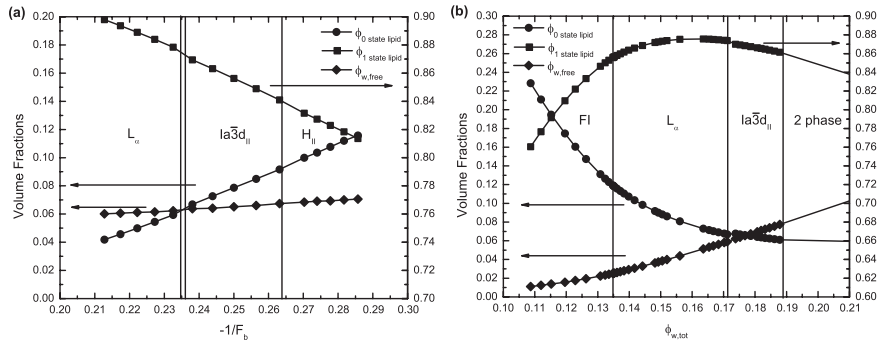 (a)
0.20
0.18
0.16
0.14
0.12
0.10
0.08
0.06
0.04
0.02
0.00
Volume Fractions
0.90
0.88
0.86
0.84
0.82
0.80
0.78
0.76
0.74
0.72
0.70
ϕ0 state lipid
ϕ1 state lipid
ϕw,free
Lα
Ia3̅dII
HII
0.20 0.21 0.22 0.23 0.24 0.25 0.26 0.27 0.28 0.29 0.30
-1/Fb
(b)
0.30
0.28
0.26
0.24
0.22
0.20
0.18
0.16
0.14
0.12
0.10
0.08
0.06
0.04
0.02
0.00
Volume Fractions
0.90
0.88
0.86
0.84
0.82
0.80
0.78
0.76
0.74
0.72
0.70
0.68
0.66
0.64
0.62
0.60
ϕ0 state lipid
ϕ1 state lipid
ϕw,free
FI
Lα
Ia3̅dII
2 phase
0.10 0.11 0.12 0.13 0.14 0.15 0.16 0.17 0.18 0.19 0.20 0.21
ϕw,tot